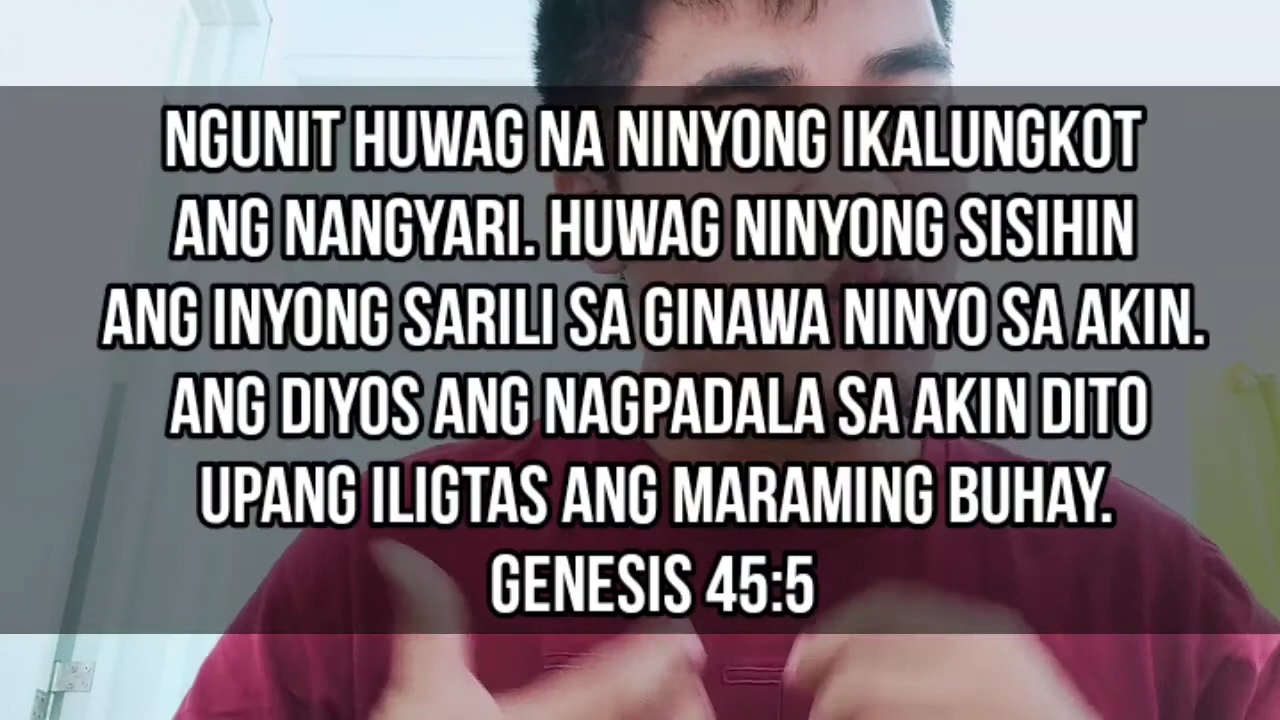 NGUNIT HUWAG NA NINYONG IKALUNGKOT
ANG NANGYARI. HUWAG NINYONG SISIHIN
ANG INYONG SARILI SA GINAWA NINYO SA AKIN.
ANG DIYOS ANG NAGPADALA SA AKIN DITO
UPANG ILIGTAS ANG MARAMING BUHAY.
GENESIS 45:5